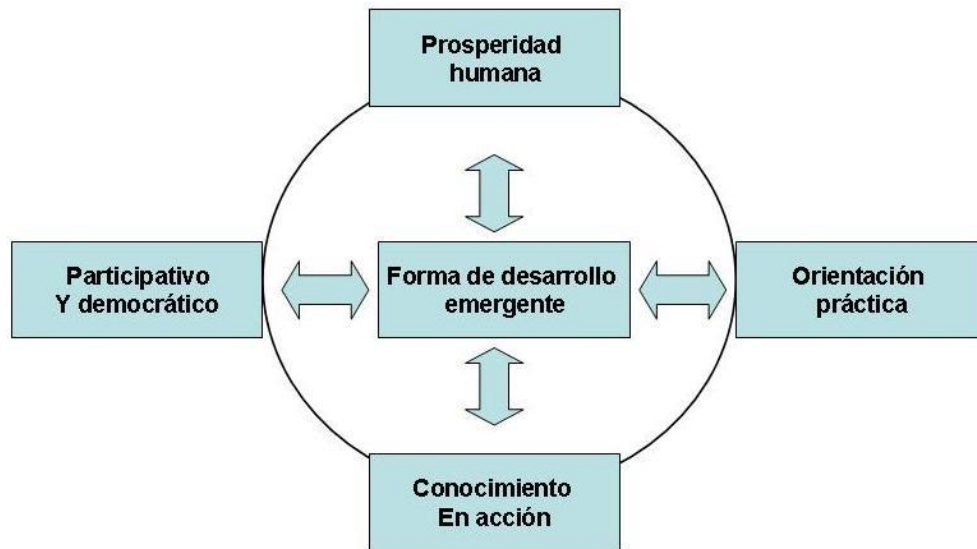 Prosperidad
humana
Participativo
Y democrático
Forma de desarrollo
emergente
Orientación
práctica
Conocimiento
En acción